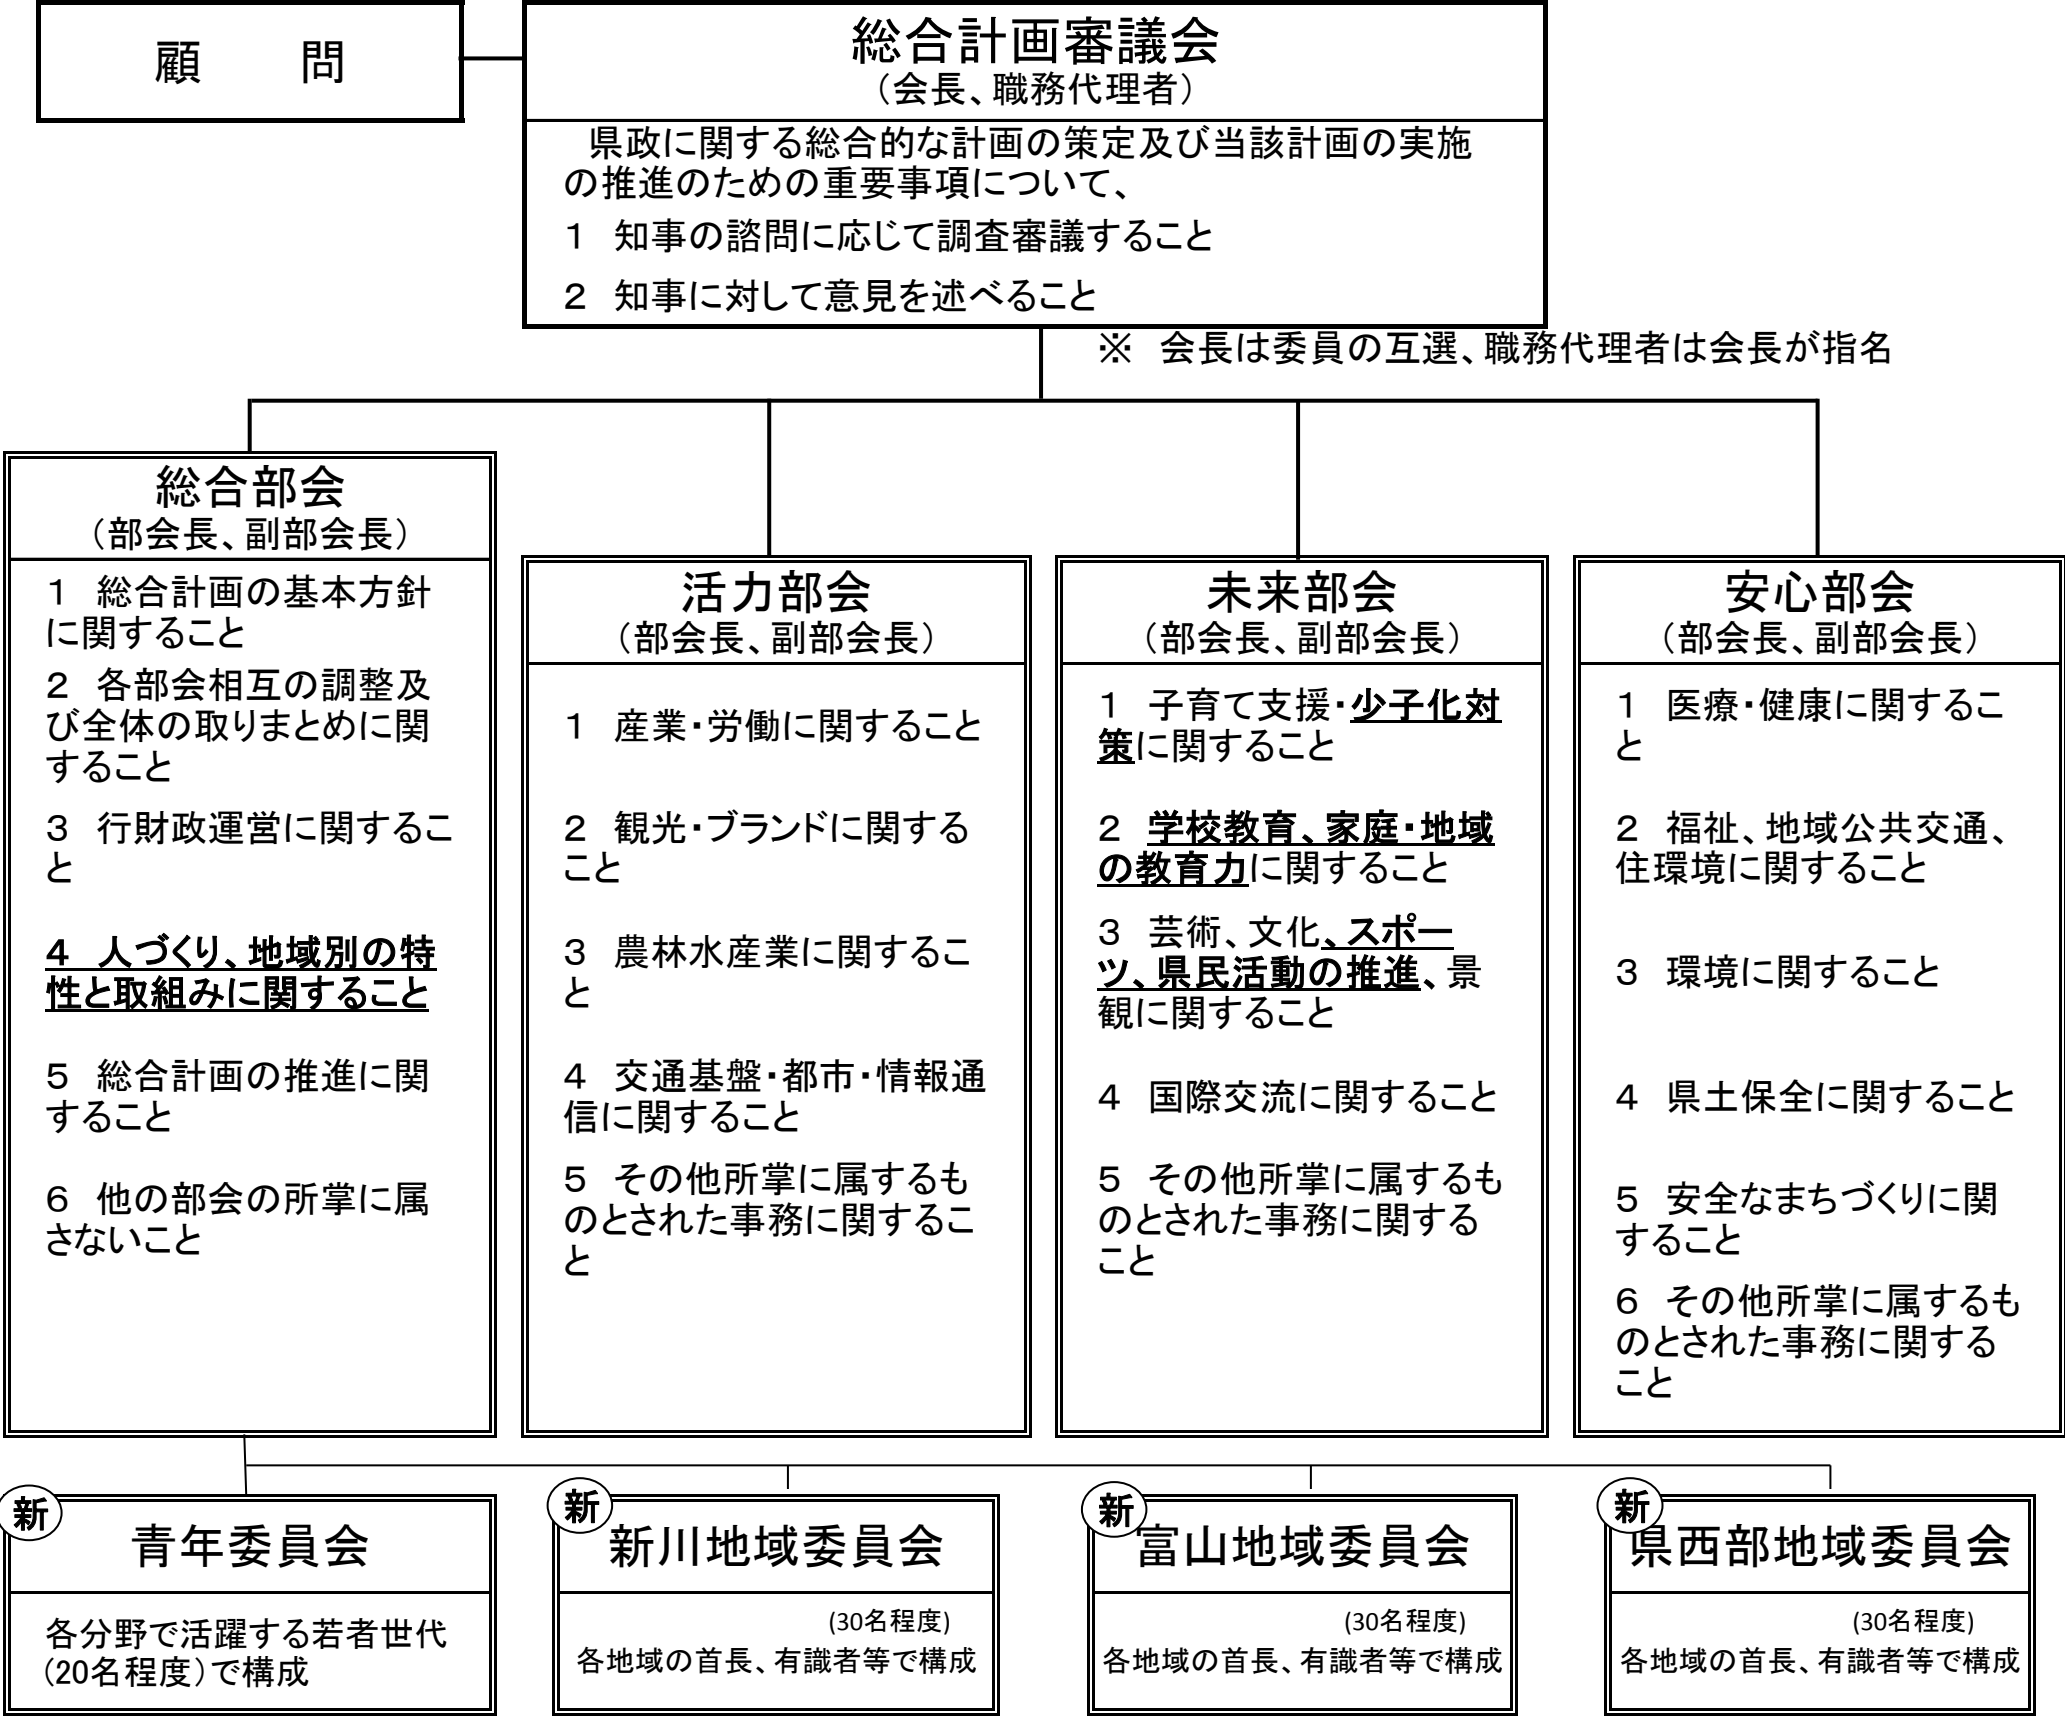 顧　　問
総合計画審議会
（会長、職務代理者）
県政に関する総合的な計画の策定及び当該計画の実施
の推進のための重要事項について、
１　知事の諮問に応じて調査審議すること
２　知事に対して意見を述べること
※　会長は委員の互選、職務代理者は会長が指名
総合部会
（部会長、副部会長）
１　総合計画の基本方針
に関すること
２　各部会相互の調整及
び全体の取りまとめに関
すること
３　行財政運営に関するこ
と
４　人づくり、地域別の特
性と取組みに関すること
５　総合計画の推進に関
すること
６　他の部会の所掌に属
さないこと
活力部会
（部会長、副部会長）
１　産業・労働に関すること
２　観光・ブランドに関する
こと
３　農林水産業に関するこ
と
４　交通基盤・都市・情報通
信に関すること
５　その他所掌に属するも
のとされた事務に関するこ
と
未来部会
（部会長、副部会長）
１　子育て支援・少子化対
策に関すること
２　学校教育、家庭・地域
の教育力に関すること
３　芸術、文化、スポー
ツ、県民活動の推進、景
観に関すること
４　国際交流に関すること
５　その他所掌に属するも
のとされた事務に関する
こと
安心部会
（部会長、副部会長）
１　医療・健康に関するこ
と
２　福祉、地域公共交通、
住環境に関すること
３　環境に関すること
４　県土保全に関すること
５　安全なまちづくりに関
すること
６　その他所掌に属するも
のとされた事務に関する
こと
新
青年委員会
各分野で活躍する若者世代
（20名程度）で構成
新
新川地域委員会
(30名程度)
各地域の首長、有識者等で構成
新
富山地域委員会
(30名程度)
各地域の首長、有識者等で構成
新
県西部地域委員会
(30名程度)
各地域の首長、有識者等で構成